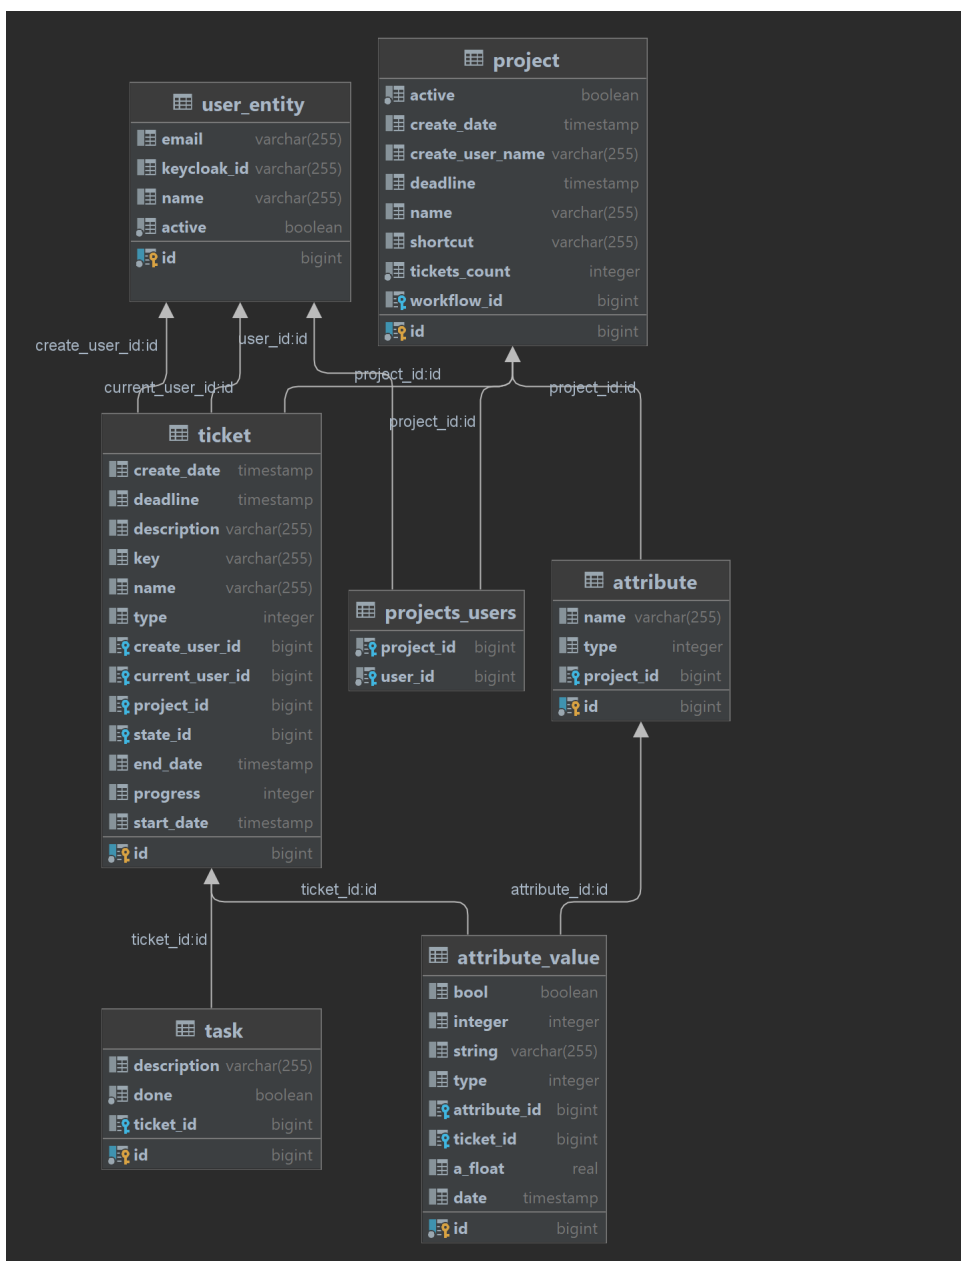 project
active boolean
create_date timestamp
create_user_name varchar(255)
deadline timestamp
name varchar(255)
shortcut varchar(255)
tickets_count integer
workflow_id bigint
id bigint
user_entity
email varchar(255)
keycloak_id varchar(255)
name varchar(255)
active boolean
id bigint
create_user_id:id
user_id:id
current_user_id:id
project_id:id
project_id:id
project_id:id
ticket
create_date timestamp
deadline timestamp
description varchar(255)
key varchar(255)
name varchar(255)
type integer
create_user_id bigint
current_user_id bigint
project_id bigint
state_id bigint
end_date timestamp
progress integer
start_date timestamp
id bigint
projects_users
project_id bigint
user_id bigint
attribute
name varchar(255)
type integer
project_id bigint
id bigint
ticket_id:id
attribute_id:id
ticket_id:id
attribute_value
bool boolean
integer integer
string varchar(255)
type integer
attribute_id bigint
ticket_id bigint
a_float real
date timestamp
id bigint
task
description varchar(255)
done boolean
ticket_id bigint
id bigint